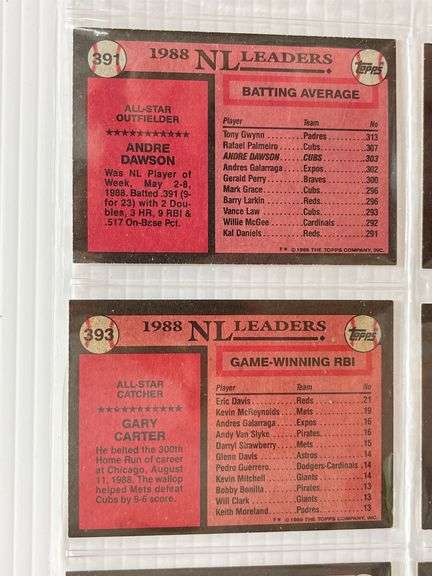 391
1988 NL LEADERS
Topps
ALL-STAR
OUTFIELDER
★★★★★★★★★★★
ANDRE
DAWSON
Was NL Player of
Week, May 2-8,
1988. Batted .391 (9-
for 23) with 2 Dou-
bles, 3 HR, 9 RBI &
.517 On-Base Pct.
BATTING AVERAGE
Player Team No
Tony Gwynn Padres .313
Rafael Palmeiro Cubs .307
ANDRE DAWSON CUBS .303
Andres Galarraga Expos .302
Gerald Perry Braves .300
Mark Grace Cubs .296
Barry Larkin Reds .296
Vance Law Cubs .293
Willie McGee Cardinals .292
Kal Daniels Reds .291
© 1989 THE TOPPS COMPANY, INC.
393
1988 NL LEADERS
Topps
ALL-STAR
CATCHER
★★★★★★★★★★★
GARY
CARTER
He belted the 300th
Home Run of career
at Chicago, August
11, 1988. The wallop
helped Mets defeat
Cubs by 9-6 score.
GAME-WINNING RBI
Player Team No
Eric Davis Reds 21
Kevin McReynolds Mets 19
Andres Galarraga Expos 16
Andy Van Slyke Pirates 16
Darryl Strawberry Mets 15
Glenn Davis Astros 14
Pedro Guerrero Dodgers-Cardinals 14
Kevin Mitchell Giants 14
Bobby Bonilla Pirates 13
Will Clark Giants 13
Keith Moreland Padres 13
© 1989 THE TOPPS COMPANY, INC.